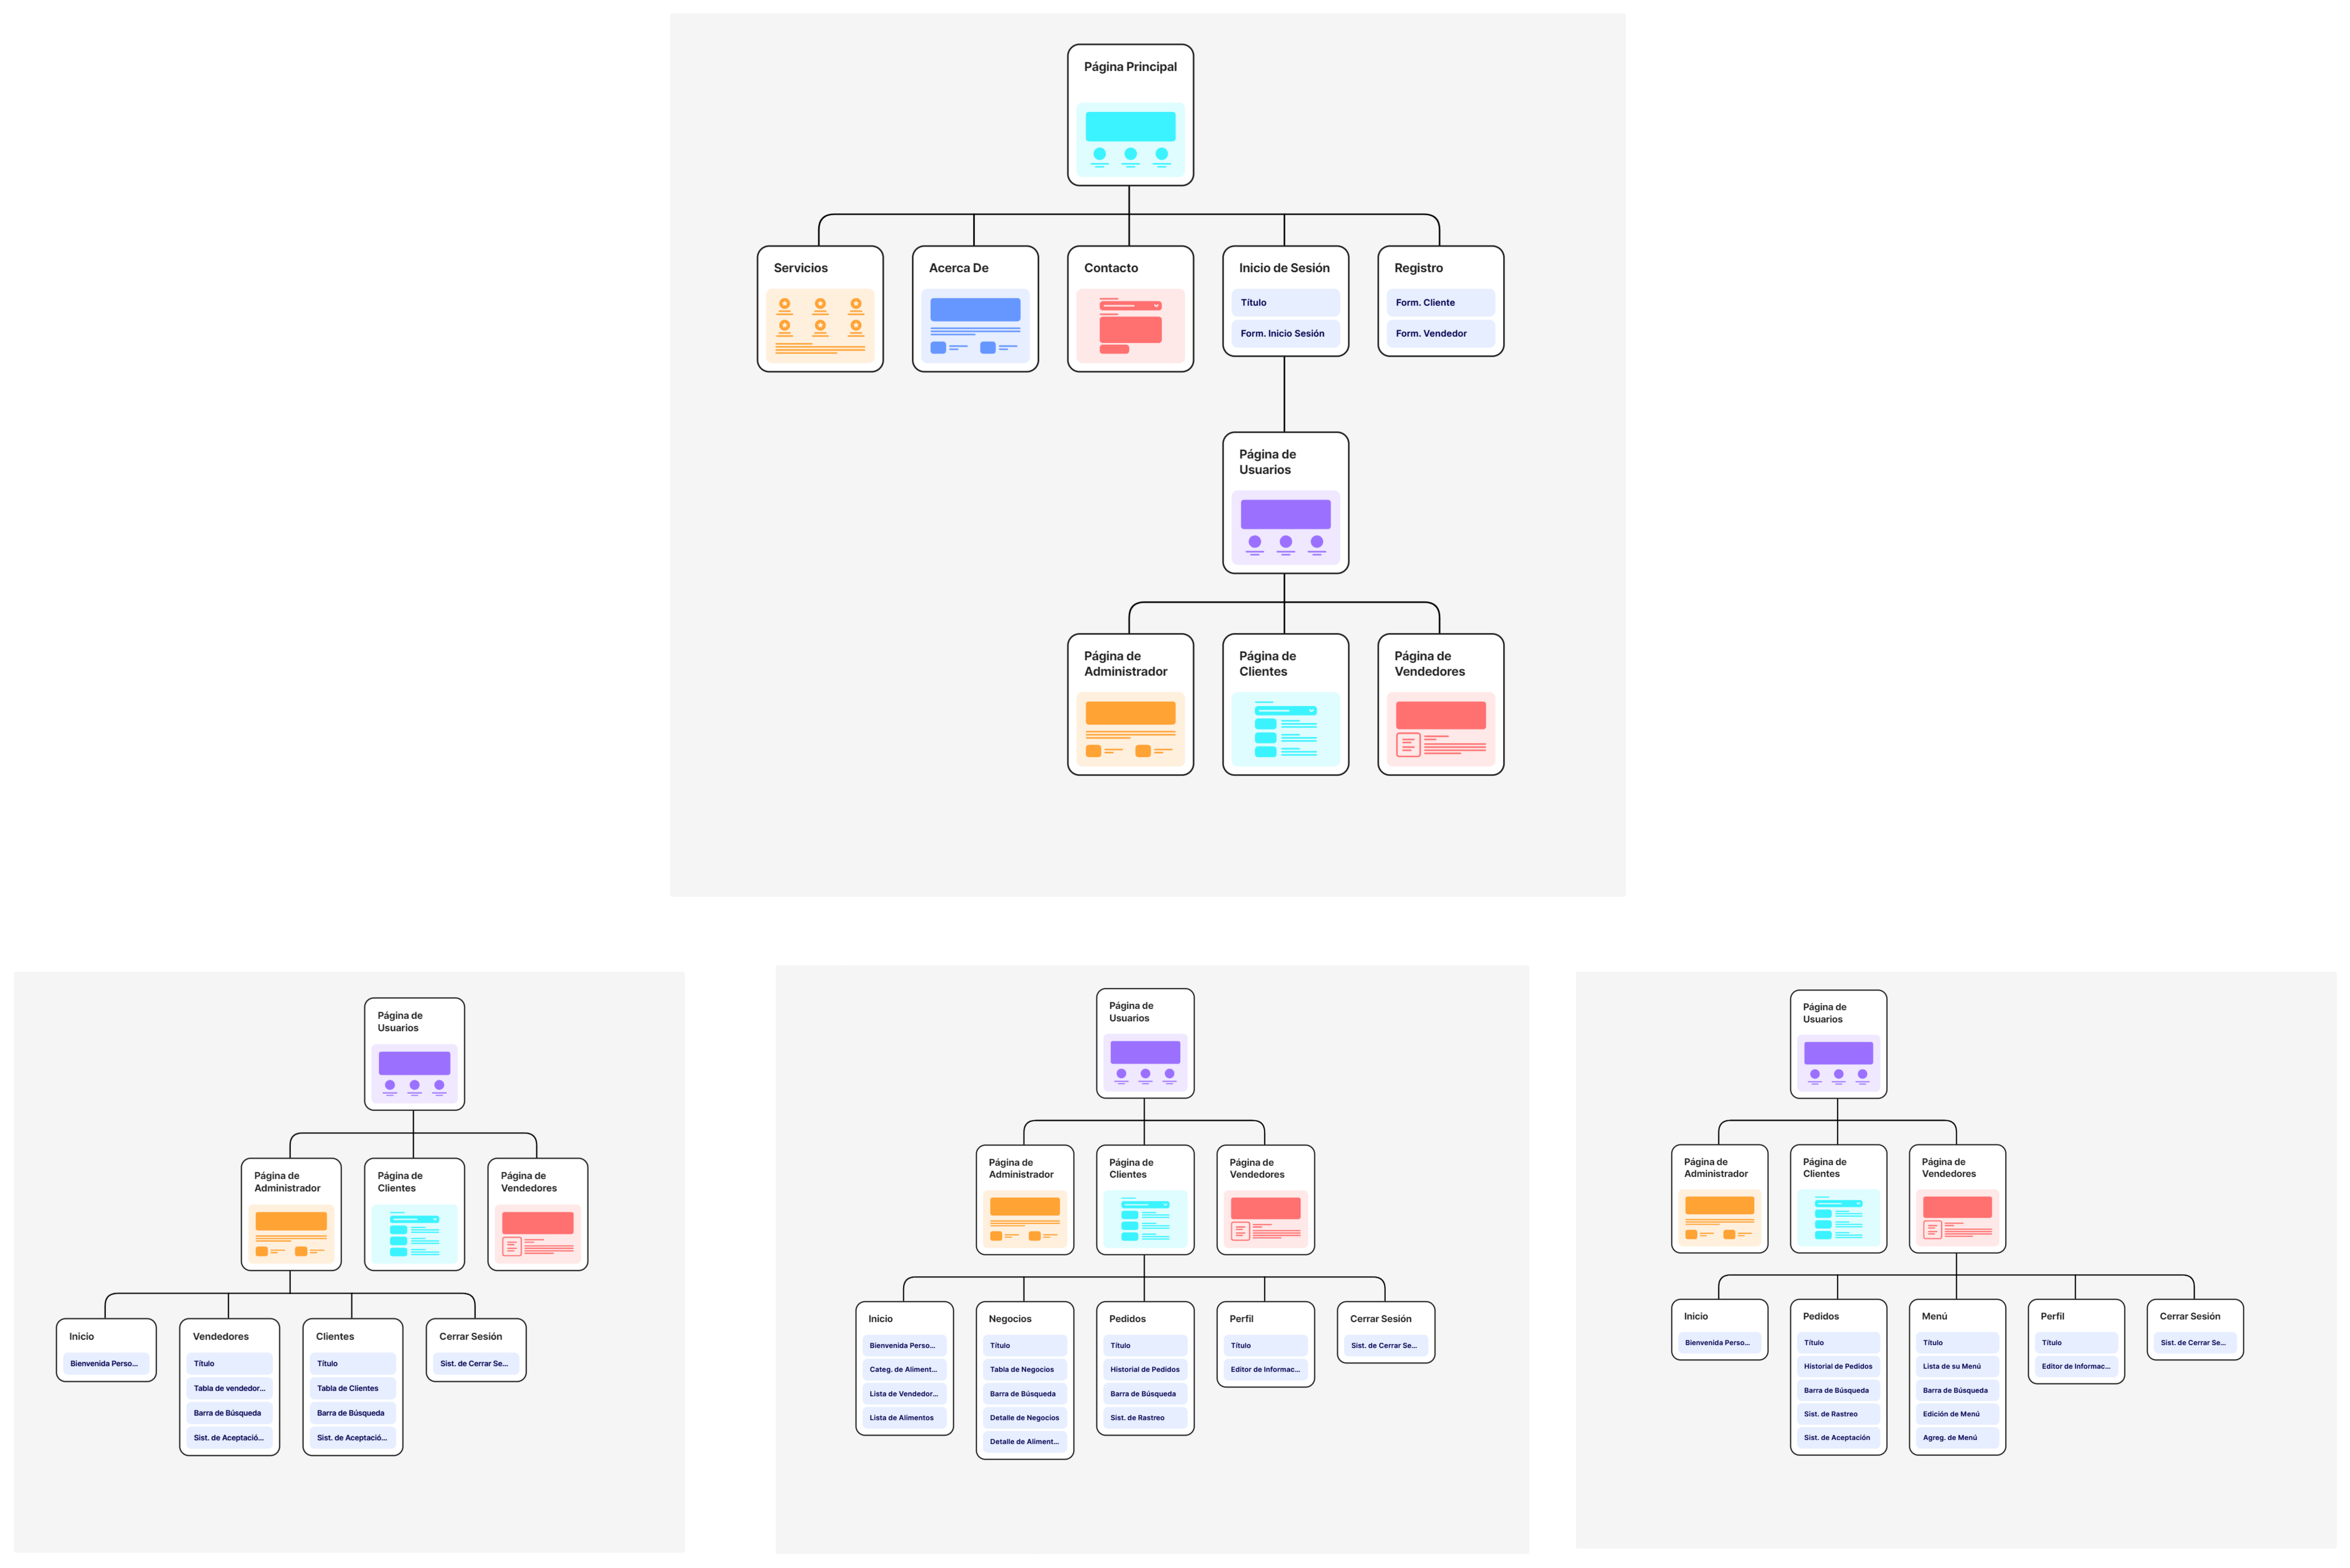 Página Principal
Servicios
Acerca De
Contacto
Inicio de Sesión
Título
Form. Inicio Sesión
Registro
Form. Cliente
Form. Vendedor
Página de
Usuarios
Página de
Administrador
Página de
Clientes
Página de
Vendedores
Página de
Usuarios
Página de
Administrador
Página de
Clientes
Página de
Vendedores
Inicio
Bienvenida Perso...
Vendedores
Título
Tabla de vendedor...
Barra de Búsqueda
Sist. de Aceptació...
Clientes
Título
Tabla de Clientes
Barra de Búsqueda
Sist. de Aceptació...
Cerrar Sesión
Sist. de Cerrar Se...
Página de
Usuarios
Página de
Administrador
Página de
Clientes
Página de
Vendedores
Inicio
Bienvenida Perso...
Categ. de Aliment...
Lista de Vendedor...
Lista de Alimentos
Negocios
Título
Tabla de Negocios
Barra de Búsqueda
Detalle de Negocios
Detalle de Aliment...
Pedidos
Título
Historial de Pedidos
Barra de Búsqueda
Sist. de Rastreo
Perfil
Título
Editor de Informac...
Cerrar Sesión
Sist. de Cerrar Se...
Página de
Usuarios
Página de
Administrador
Página de
Clientes
Página de
Vendedores
Inicio
Bienvenida Perso...
Pedidos
Título
Historial de Pedidos
Barra de Búsqueda
Sist. de Rastreo
Sist. de Aceptación
Menú
Título
Lista de su Menú
Barra de Búsqueda
Edición de Menú
Agreg. de Menú
Perfil
Título
Editor de Informac...
Cerrar Sesión
Sist. de Cerrar Se...